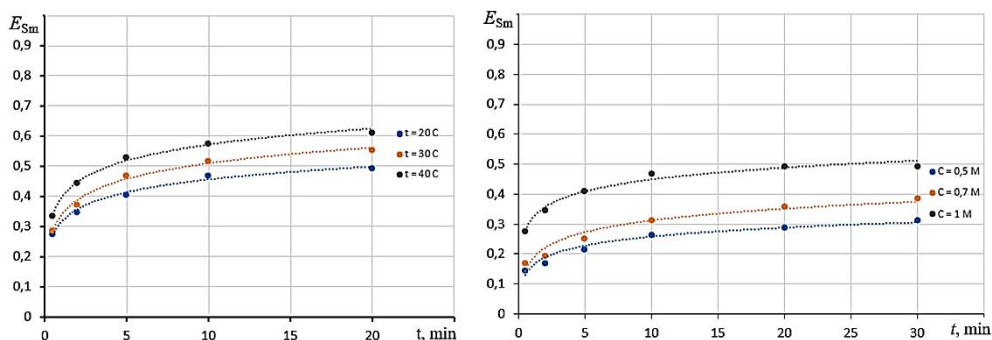 E_Sm
0,9
0,8
0,7
0,6
0,5
0,4
0,3
0,2
0,1
0
0 5 10 15 20 t, min
t = 20 C
t = 30 C
t = 40 C
E_Sm
0,9
0,8
0,7
0,6
0,5
0,4
0,3
0,2
0,1
0
0 5 10 15 20 25 30 t, min
C = 0,5 M
C = 0,7 M
C = 1 M